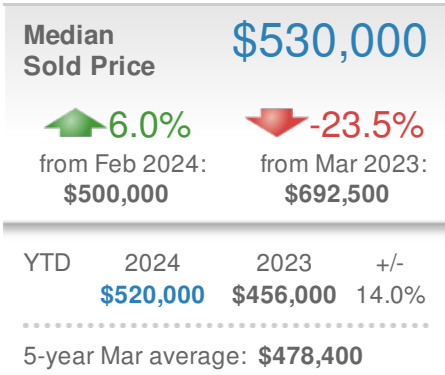 Median
Sold Price
$530,000
6.0%
from Feb 2024:
$500,000
-23.5%
from Mar 2023:
$692,500
YTD 2024 2023 +/-
$520,000 $456,000 14.0%
5-year Mar average: $478,400